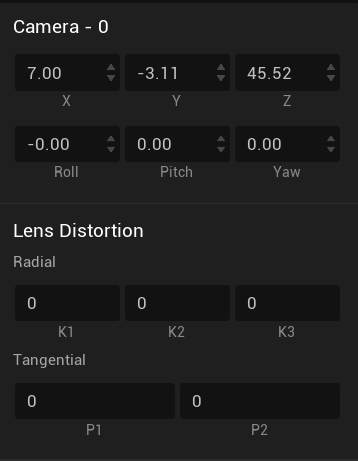 Camera - 0
7.00 -3.11 45.52
X Y Z
-0.00 0.00 0.00
Roll Pitch Yaw
Lens Distortion
Radial
0 0 0
K1 K2 K3
Tangential
0 0
P1 P2